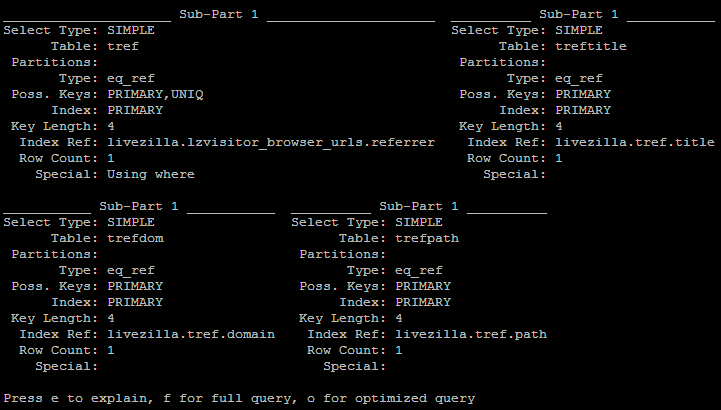 _____________________ Sub-Part 1 _____________________  __________ Sub-Part 1 ___________
Select Type: SIMPLE                                     Select Type: SIMPLE
      Table: tref                                             Table: treftitle
 Partitions:                                             Partitions:
       Type: eq_ref                                            Type: eq_ref
 Poss. Keys: PRIMARY,UNIQ                                Poss. Keys: PRIMARY
      Index: PRIMARY                                          Index: PRIMARY
 Key Length: 4                                           Key Length: 4
  Index Ref: livezilla.lzvisitor_browser_urls.referrer    Index Ref: livezilla.tref.title
  Row Count: 1                                            Row Count: 1
    Special: Using where                                    Special:
___________ Sub-Part 1 ___________  __________ Sub-Part 1 __________
Select Type: SIMPLE                 Select Type: SIMPLE
      Table: trefdom                      Table: trefpath
 Partitions:                         Partitions:
       Type: eq_ref                        Type: eq_ref
 Poss. Keys: PRIMARY                 Poss. Keys: PRIMARY
      Index: PRIMARY                      Index: PRIMARY
 Key Length: 4                       Key Length: 4
  Index Ref: livezilla.tref.domain    Index Ref: livezilla.tref.path
  Row Count: 1                        Row Count: 1
    Special:                            Special:
Press e to explain, f for full query, o for optimized query